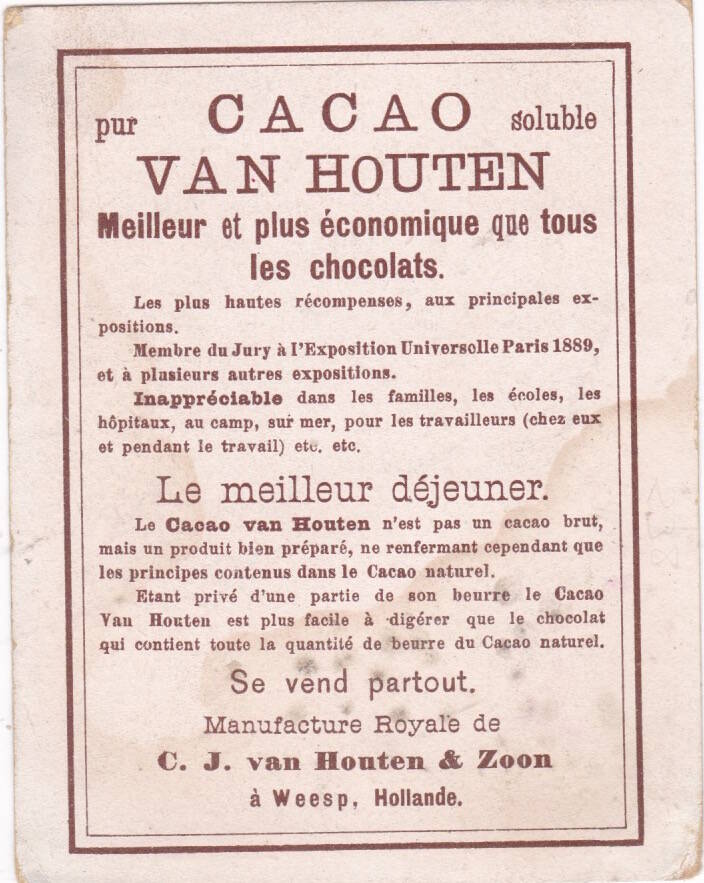 pur CACAO soluble
VAN HOUTEN
Meilleur et plus économique que tous
les chocolats.
Les plus hautes récompenses, aux principales ex-
positions.
Membre du Jury à l'Exposition Universolle Paris 1889,
et à plusieurs autres expositions.
Inappréciable dans les familles, les écoles, les
hôpitaux, au camp, sur mer, pour les travailleurs (chez eux
et pendant le travail) etc. etc.
Le meilleur déjeuner.
Le Cacao van Houten n'est pas un cacao brut,
mais un produit bien préparé, ne renfermant cependant que
les principes contenus dans le Cacao naturel.
Etant privé d'une partie de son beurre le Cacao
Van Houten est plus facile à digérer que le chocolat
qui contient toute la quantité de beurre du Cacao naturel.
Se vend partout.
Manufacture Royale de
C. J. van Houten & Zoon
à Weesp, Hollande.